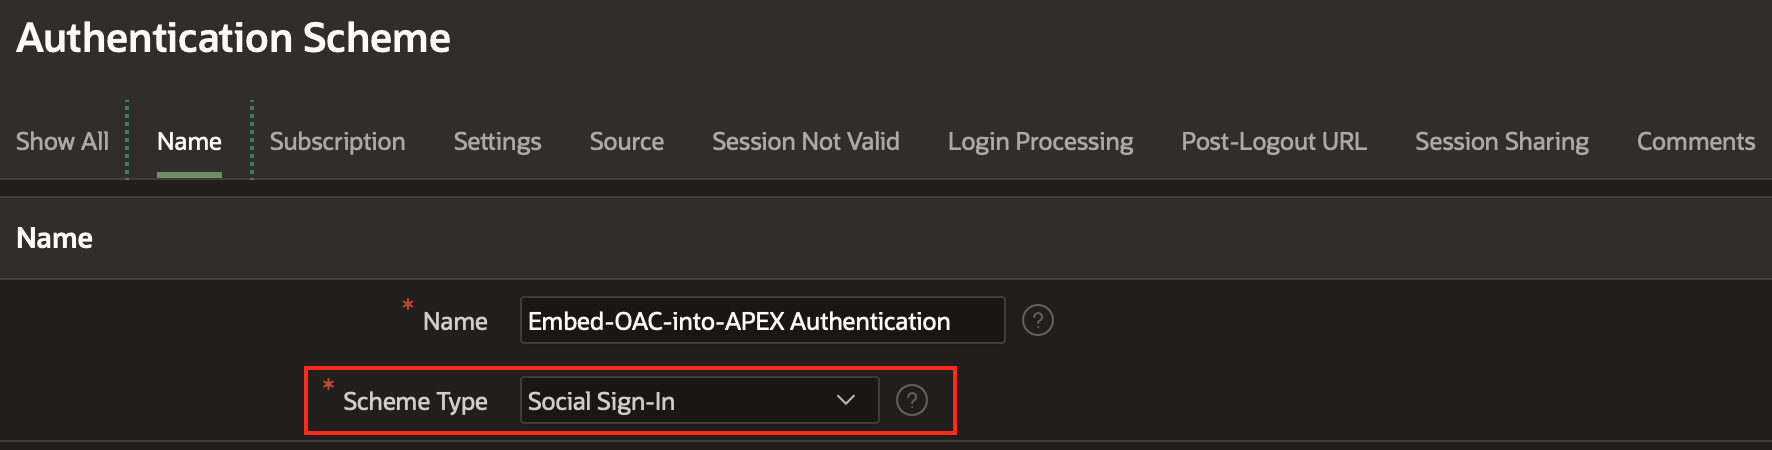 Authentication Scheme
Show All Name Subscription Settings Source Session Not Valid Login Processing Post-Logout URL Session Sharing Comments
Name
* Name Embed-OAC-into-APEX Authentication ?
* Scheme Type Social Sign-In ?